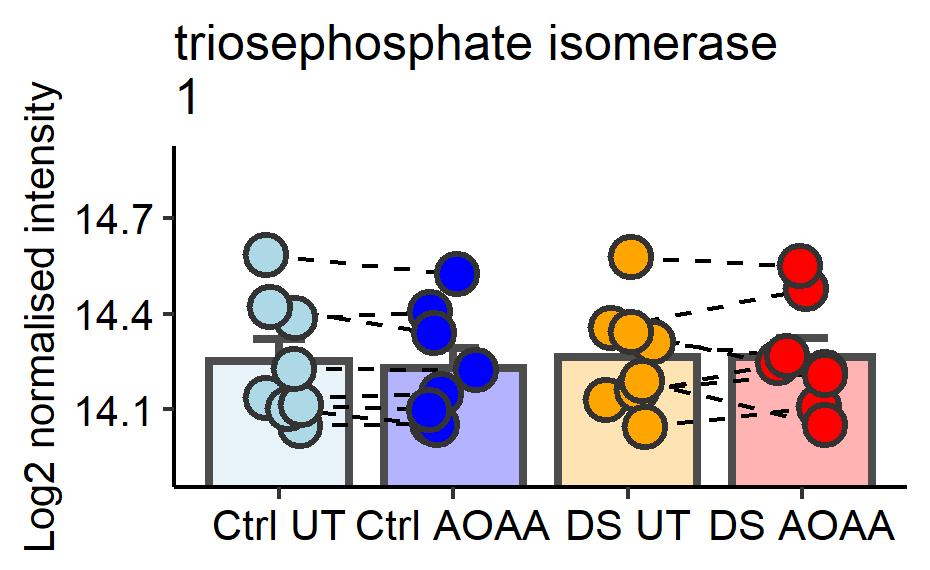 triosephosphate isomerase
1
Log2 normalised intensity
14.7
14.4
14.1
Ctrl UT Ctrl AOAA DS UT DS AOAA